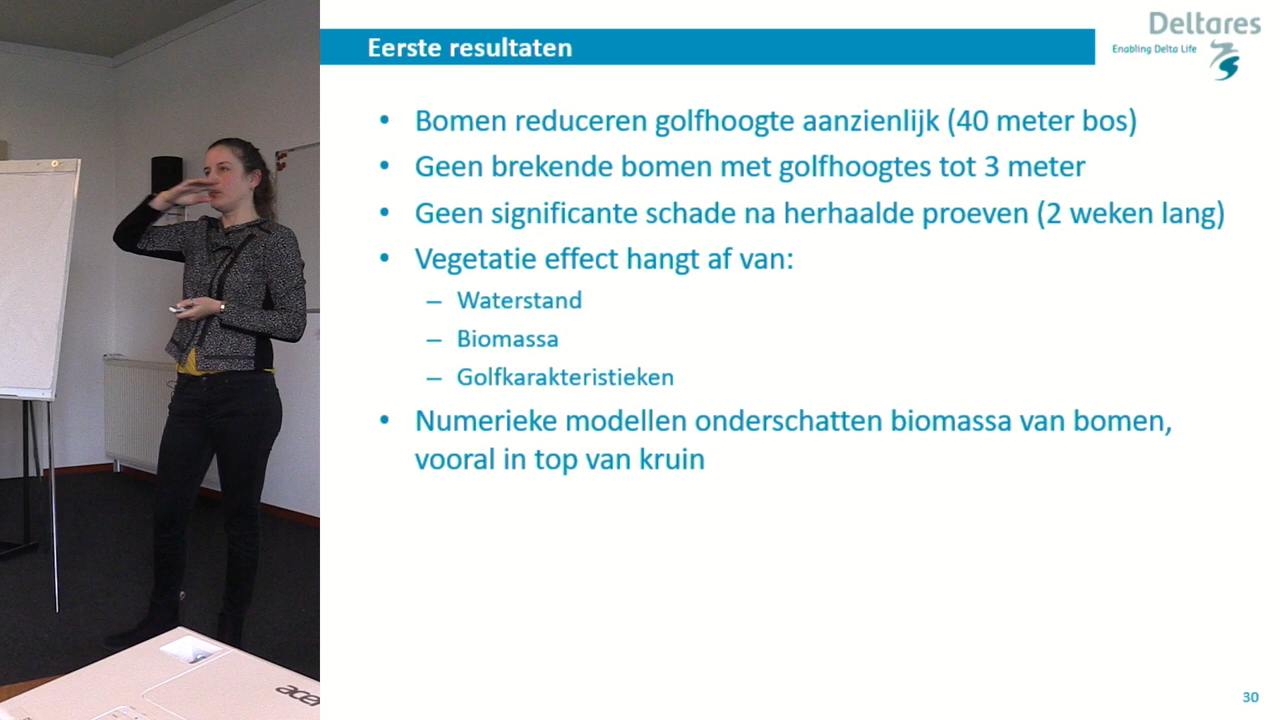 Deltares
Enabling Delta Life
Eerste resultaten
• Bomen reduceren golfhoogte aanzienlijk (40 meter bos)
• Geen brekende bomen met golfhoogtes tot 3 meter
• Geen significante schade na herhaalde proeven (2 weken lang)
• Vegetatie effect hangt af van:
– Waterstand
– Biomassa
– Golfkarakteristieken
• Numerieke modellen onderschatten biomassa van bomen,
vooral in top van kruin
acer
30